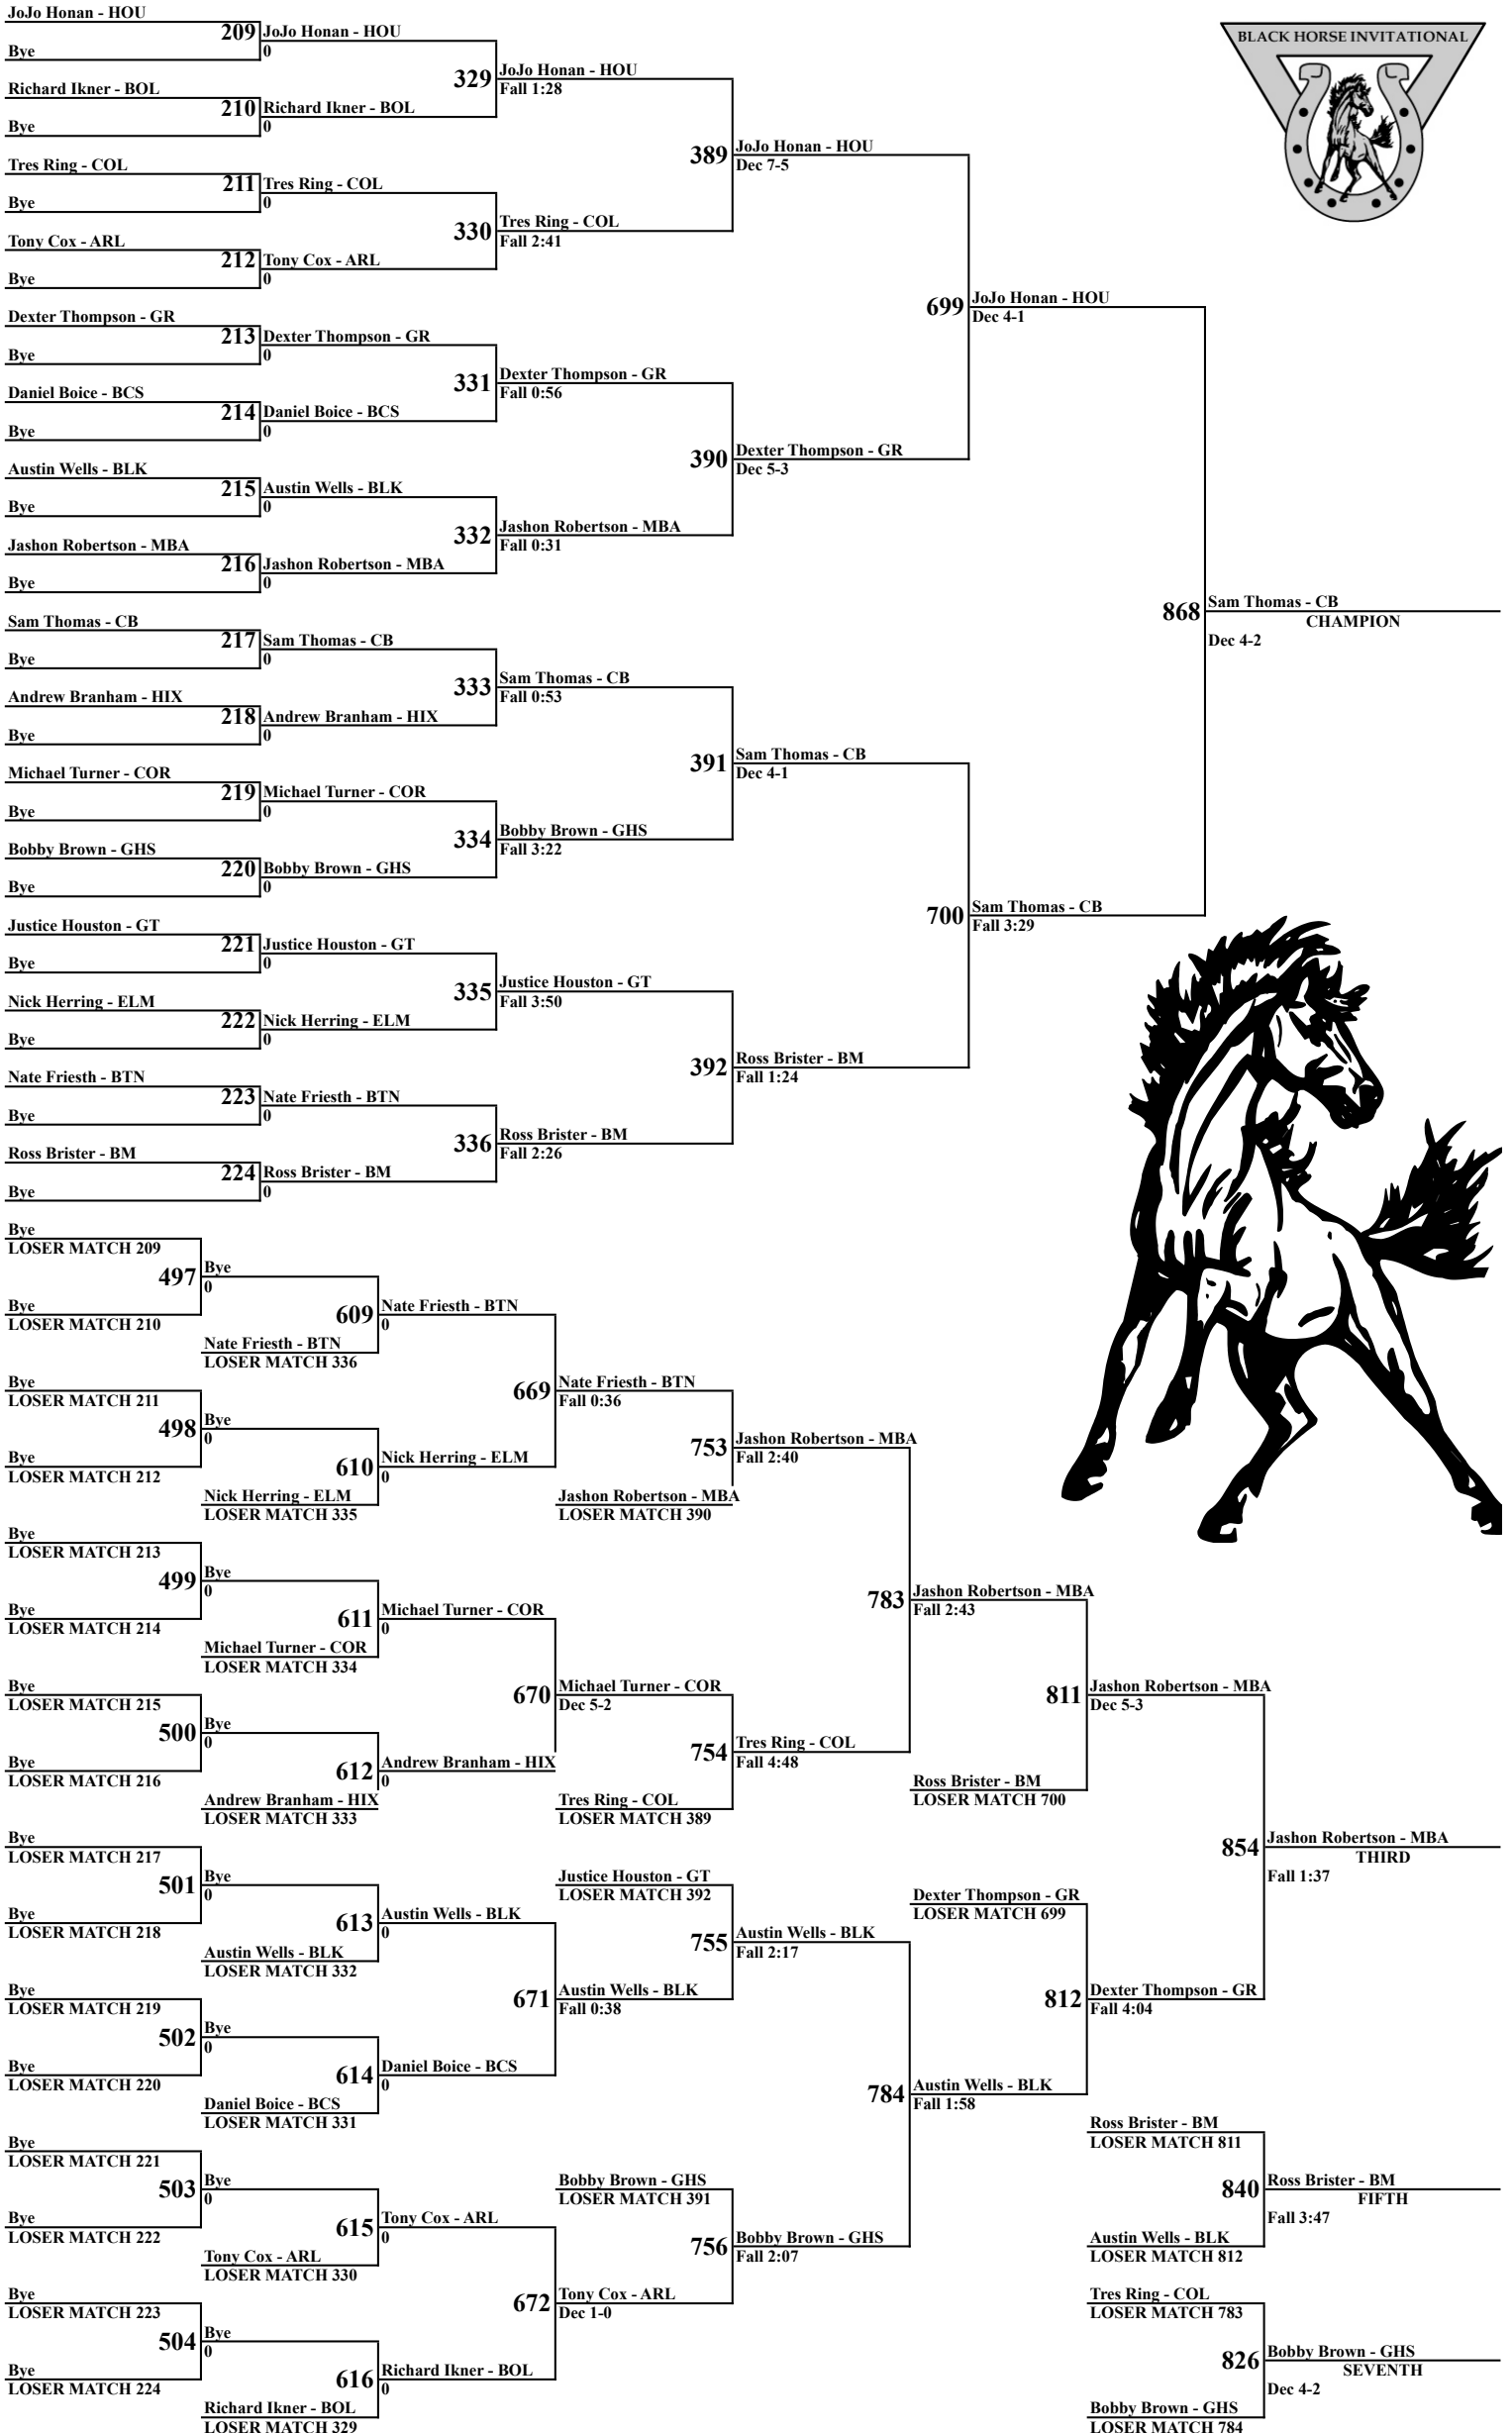 BLACK HORSE INVITATIONAL
JoJo Honan - HOU
Bye
209
JoJo Honan - HOU
0
Richard Ikner - BOL
Bye
210
Richard Ikner - BOL
0
329
JoJo Honan - HOU
Fall 1:28
Tres Ring - COL
Bye
211
Tres Ring - COL
0
Tony Cox - ARL
Bye
212
Tony Cox - ARL
0
330
Tres Ring - COL
Fall 2:41
389
JoJo Honan - HOU
Dec 7-5
Dexter Thompson - GR
Bye
213
Dexter Thompson - GR
0
Daniel Boice - BCS
Bye
214
Daniel Boice - BCS
0
331
Dexter Thompson - GR
Fall 0:56
Austin Wells - BLK
Bye
215
Austin Wells - BLK
0
Jashon Robertson - MBA
Bye
216
Jashon Robertson - MBA
0
332
Jashon Robertson - MBA
Fall 0:31
390
Dexter Thompson - GR
Dec 5-3
699
JoJo Honan - HOU
Dec 4-1
Sam Thomas - CB
Bye
217
Sam Thomas - CB
0
Andrew Branham - HIX
Bye
218
Andrew Branham - HIX
0
333
Sam Thomas - CB
Fall 0:53
Michael Turner - COR
Bye
219
Michael Turner - COR
0
Bobby Brown - GHS
Bye
220
Bobby Brown - GHS
0
334
Bobby Brown - GHS
Fall 3:22
391
Sam Thomas - CB
Dec 4-1
Justice Houston - GT
Bye
221
Justice Houston - GT
0
Nick Herring - ELM
Bye
222
Nick Herring - ELM
0
335
Justice Houston - GT
Fall 3:50
Nate Friesth - BTN
Bye
223
Nate Friesth - BTN
0
Ross Brister - BM
Bye
224
Ross Brister - BM
0
336
Ross Brister - BM
Fall 2:26
392
Ross Brister - BM
Fall 1:24
700
Sam Thomas - CB
Fall 3:29
868
Sam Thomas - CB
CHAMPION
Dec 4-2
Bye
LOSER MATCH 209
Bye
LOSER MATCH 210
497
Bye
0
Nate Friesth - BTN
LOSER MATCH 336
609
Nate Friesth - BTN
0
Bye
LOSER MATCH 211
Bye
LOSER MATCH 212
498
Bye
0
Nick Herring - ELM
LOSER MATCH 335
610
Nick Herring - ELM
0
669
Nate Friesth - BTN
Fall 0:36
Jashon Robertson - MBA
LOSER MATCH 390
753
Jashon Robertson - MBA
Fall 2:40
Bye
LOSER MATCH 213
Bye
LOSER MATCH 214
499
Bye
0
Michael Turner - COR
LOSER MATCH 334
611
Michael Turner - COR
0
Bye
LOSER MATCH 215
Bye
LOSER MATCH 216
500
Bye
0
Andrew Branham - HIX
LOSER MATCH 333
612
Andrew Branham - HIX
0
670
Michael Turner - COR
Dec 5-2
Tres Ring - COL
LOSER MATCH 389
754
Tres Ring - COL
Fall 4:48
783
Jashon Robertson - MBA
Fall 2:43
Ross Brister - BM
LOSER MATCH 700
811
Jashon Robertson - MBA
Dec 5-3
Bye
LOSER MATCH 217
Bye
LOSER MATCH 218
501
Bye
0
Austin Wells - BLK
LOSER MATCH 332
613
Austin Wells - BLK
0
Bye
LOSER MATCH 219
Bye
LOSER MATCH 220
502
Bye
0
Daniel Boice - BCS
LOSER MATCH 331
614
Daniel Boice - BCS
0
Justice Houston - GT
LOSER MATCH 392
671
Austin Wells - BLK
Fall 0:38
755
Austin Wells - BLK
Fall 2:17
Bye
LOSER MATCH 221
Bye
LOSER MATCH 222
503
Bye
0
Tony Cox - ARL
LOSER MATCH 330
615
Tony Cox - ARL
0
Bye
LOSER MATCH 223
Bye
LOSER MATCH 224
504
Bye
0
Richard Ikner - BOL
LOSER MATCH 329
616
Richard Ikner - BOL
0
Bobby Brown - GHS
LOSER MATCH 391
672
Tony Cox - ARL
Dec 1-0
756
Bobby Brown - GHS
Fall 2:07
784
Austin Wells - BLK
Fall 1:58
Dexter Thompson - GR
LOSER MATCH 699
812
Dexter Thompson - GR
Fall 4:04
854
Jashon Robertson - MBA
THIRD
Fall 1:37
Ross Brister - BM
LOSER MATCH 811
Austin Wells - BLK
LOSER MATCH 812
840
Ross Brister - BM
FIFTH
Fall 3:47
Tres Ring - COL
LOSER MATCH 783
Bobby Brown - GHS
LOSER MATCH 784
826
Bobby Brown - GHS
SEVENTH
Dec 4-2